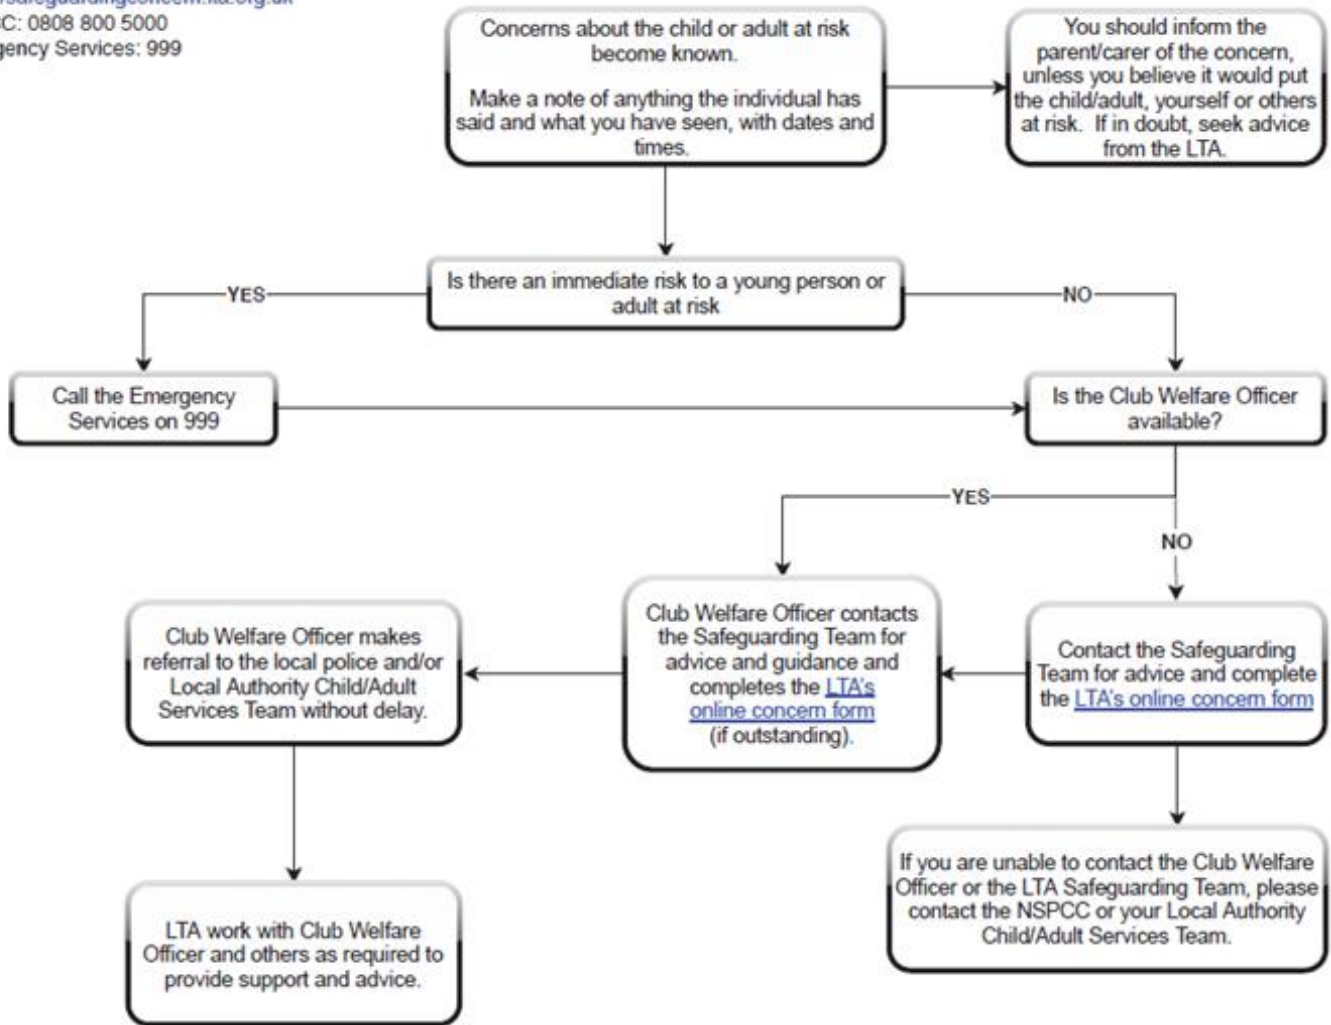 safeguardingconcern.lta.org.uk
C: 0808 800 5000
gency Services: 999
Concerns about the child or adult at risk
become known.
Make a note of anything the individual has
said and what you have seen, with dates and
times.
You should inform the
parent/carer of the concern,
unless you believe it would put
the child/adult, yourself or others
at risk. If in doubt, seek advice
from the LTA.
Is there an immediate risk to a young person or
adult at risk
YES
NO
Call the Emergency
Services on 999
Is the Club Welfare Officer
available?
YES
NO
Club Welfare Officer makes
referral to the local police and/or
Local Authority Child/Adult
Services Team without delay.
Club Welfare Officer contacts
the Safeguarding Team for
advice and guidance and
completes the LTA's
online concern form
(if outstanding).
Contact the Safeguarding
Team for advice and complete
the LTA's online concern form
LTA work with Club Welfare
Officer and others as required to
provide support and advice.
If you are unable to contact the Club Welfare
Officer or the LTA Safeguarding Team, please
contact the NSPCC or your Local Authority
Child/Adult Services Team.